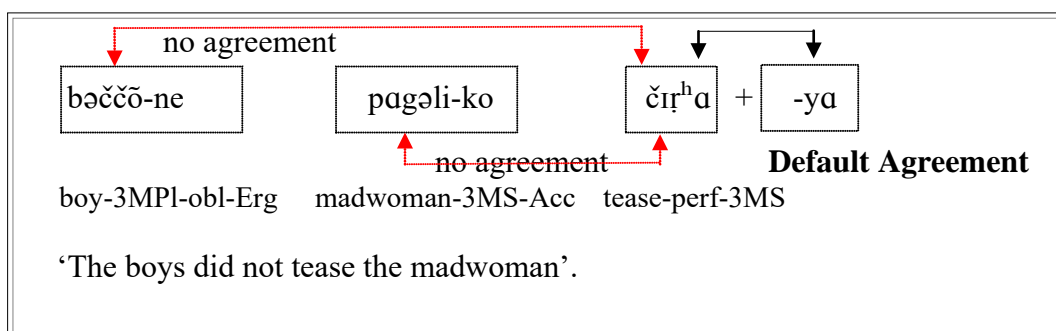 no agreement
bəččõ-ne pɑgəli-ko čɪṛʰɑ + -yɑ
no agreement Default Agreement
boy-3MPl-obl-Erg madwoman-3MS-Acc tease-perf-3MS
‘The boys did not tease the madwoman’.